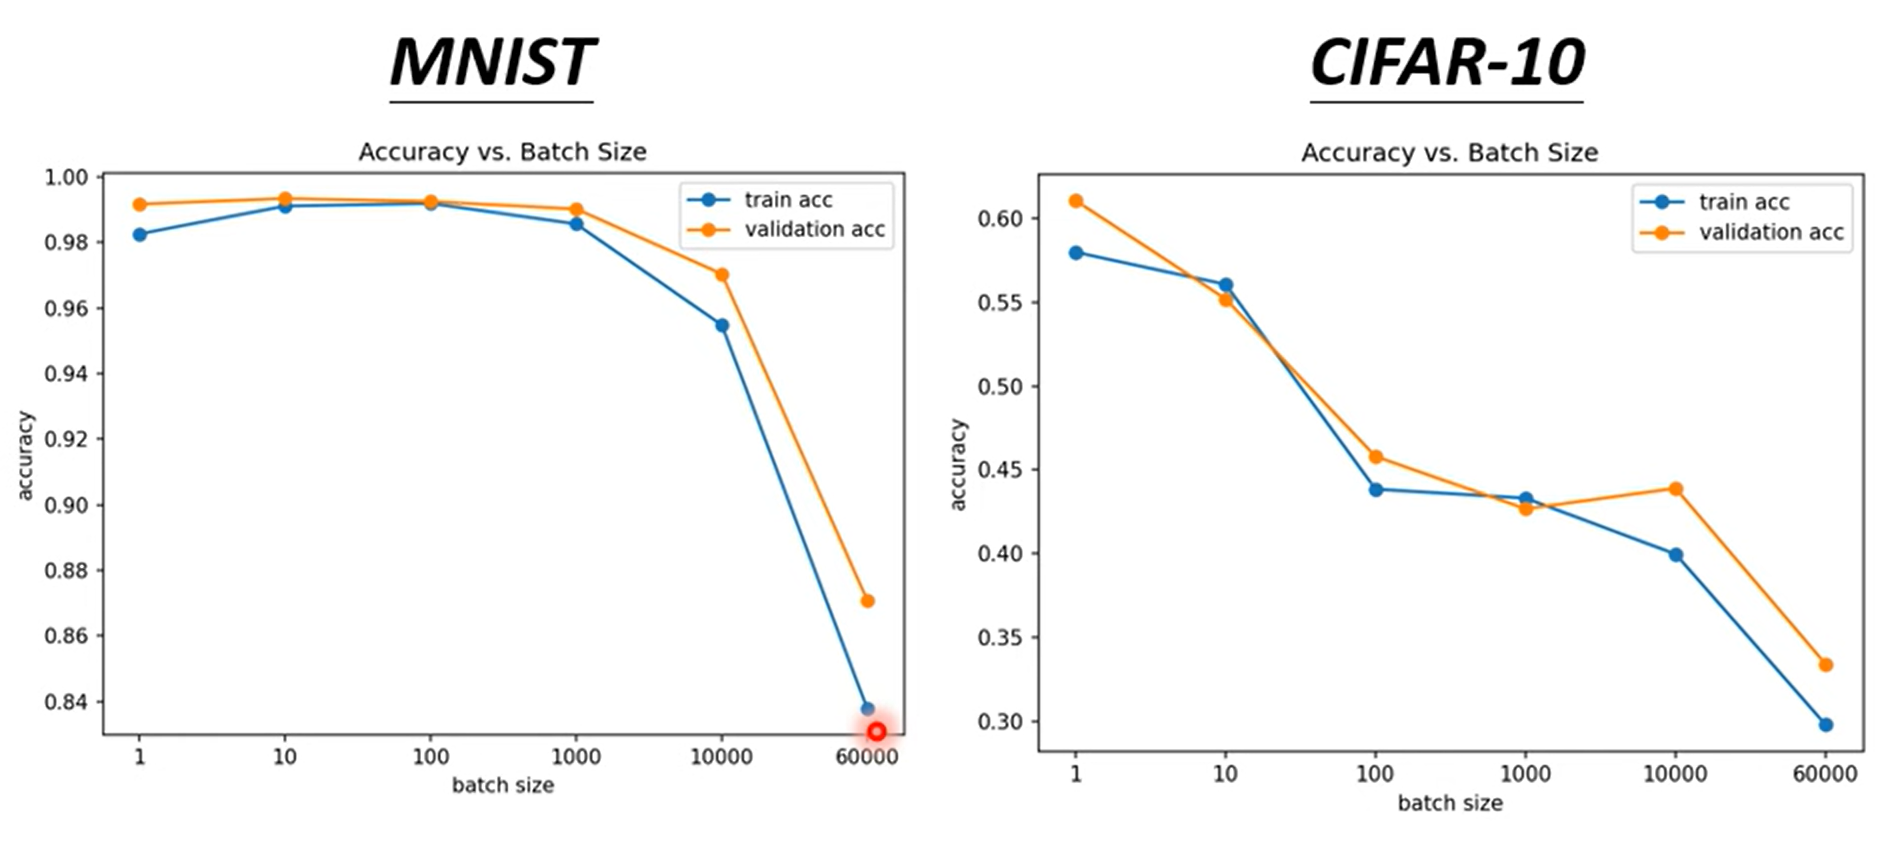 MNIST
Accuracy vs. Batch Size
1.00
0.98
0.96
0.94
0.92
0.90
0.88
0.86
0.84
accuracy
train acc
validation acc
1 10 100 1000 10000 60000
batch size
CIFAR-10
Accuracy vs. Batch Size
0.60
0.55
0.50
0.45
0.40
0.35
0.30
accuracy
train acc
validation acc
1 10 100 1000 10000 60000
batch size